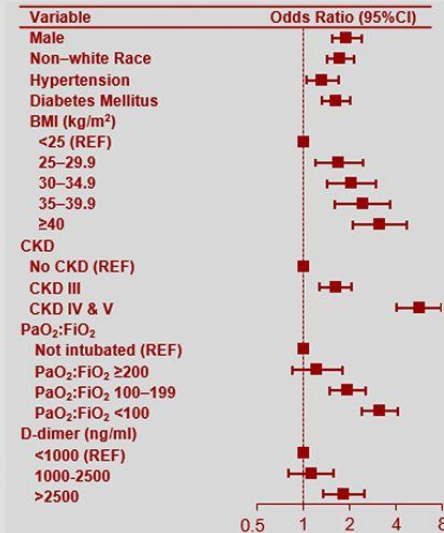 Variable Odds Ratio (95%CI)
Male
Non–white Race
Hypertension
Diabetes Mellitus
BMI (kg/m²)
<25 (REF)
25–29.9
30–34.9
35–39.9
≥40
CKD
No CKD (REF)
CKD III
CKD IV & V
PaO₂:FiO₂
Not intubated (REF)
PaO₂:FiO₂ ≥200
PaO₂:FiO₂ 100–199
PaO₂:FiO₂ <100
D-dimer (ng/ml)
<1000 (REF)
1000-2500
>2500
0.5 1 2 4 8